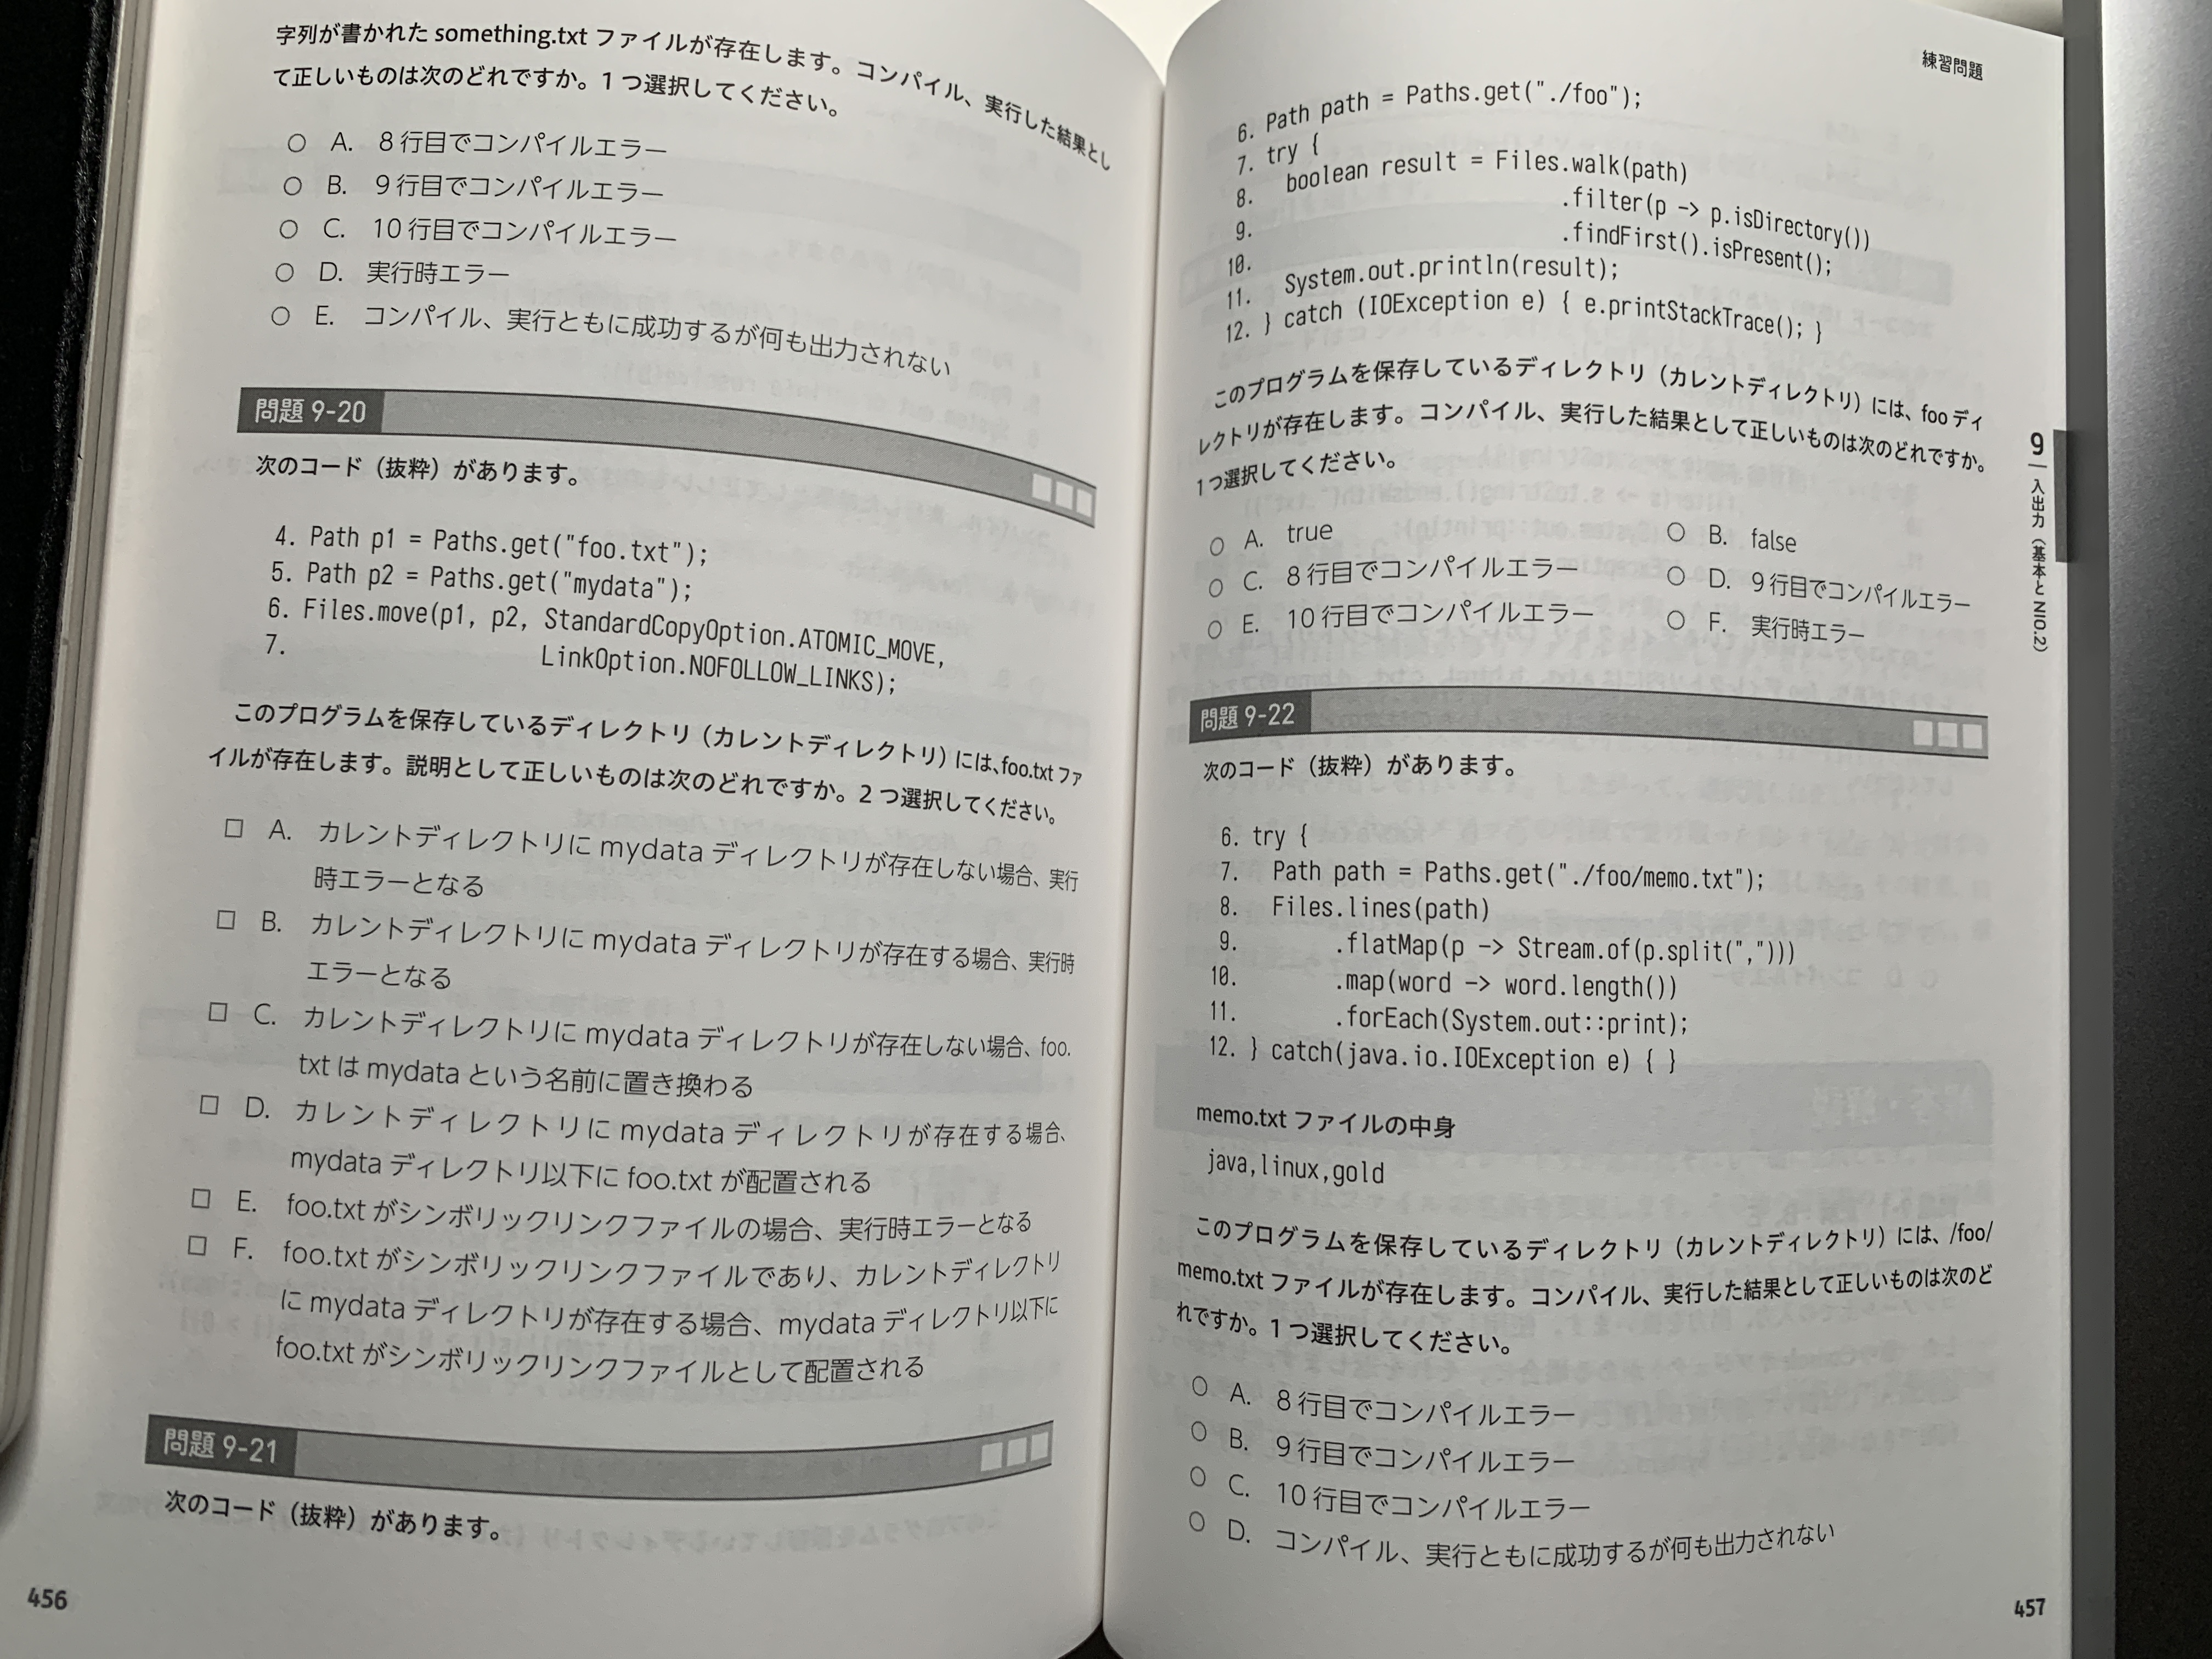 字列が書かれた something.txt ファイルが存在します。コンパイル、実行した結果とし
て正しいものは次のどれですか。1 つ選択してください。
○ A. 8 行目でコンパイルエラー
○ B. 9 行目でコンパイルエラー
○ C. 10 行目でコンパイルエラー
○ D. 実行時エラー
○ E. コンパイル、実行ともに成功するが何も出力されない
問題 9-20
次のコード（抜粋）があります。
4. Path p1 = Paths.get("foo.txt");
5. Path p2 = Paths.get("mydata");
6. Files.move(p1, p2, StandardCopyOption.ATOMIC_MOVE,
7. LinkOption.NOFOLLOW_LINKS);
このプログラムを保存しているディレクトリ（カレントディレクトリ）には、foo.txt ファ
イルが存在します。説明として正しいものは次のどれですか。2 つ選択してください。
□ A. カレントディレクトリに mydata ディレクトリが存在しない場合、実行
時エラーとなる
□ B. カレントディレクトリに mydata ディレクトリが存在する場合、実行時
エラーとなる
□ C. カレントディレクトリに mydata ディレクトリが存在しない場合、foo.
txt は mydata という名前に置き換わる
□ D. カレントディレクトリに mydata ディレクトリが存在する場合、
mydata ディレクトリ以下に foo.txt が配置される
□ E. foo.txt がシンボリックリンクファイルの場合、実行時エラーとなる
□ F. foo.txt がシンボリックリンクファイルであり、カレントディレクトリ
に mydata ディレクトリが存在する場合、mydata ディレクトリ以下に
foo.txt がシンボリックリンクファイルとして配置される
問題 9-21
次のコード（抜粋）があります。
456
練習問題
6. Path path = Paths.get("./foo");
7. try {
8. boolean result = Files.walk(path)
9. .filter(p -> p.isDirectory())
10. .findFirst().isPresent();
11. System.out.println(result);
12. } catch (IOException e) { e.printStackTrace(); }
このプログラムを保存しているディレクトリ（カレントディレクトリ）には、foo ディ
レクトリが存在します。コンパイル、実行した結果として正しいものは次のどれですか。
1 つ選択してください。
○ A. true ○ B. false
○ C. 8 行目でコンパイルエラー ○ D. 9 行目でコンパイルエラー
○ E. 10 行目でコンパイルエラー ○ F. 実行時エラー
9 入出力（基本と NIO.2）
問題 9-22
次のコード（抜粋）があります。
6. try {
7. Path path = Paths.get("./foo/memo.txt");
8. Files.lines(path)
9. .flatMap(p -> Stream.of(p.split(",")))
10. .map(word -> word.length())
11. .forEach(System.out::print);
12. } catch(java.io.IOException e) { }
memo.txt ファイルの中身
java,linux,gold
このプログラムを保存しているディレクトリ（カレントディレクトリ）には、/foo/
memo.txt ファイルが存在します。コンパイル、実行した結果として正しいものは次のど
れですか。1 つ選択してください。
○ A. 8 行目でコンパイルエラー
○ B. 9 行目でコンパイルエラー
○ C. 10 行目でコンパイルエラー
○ D. コンパイル、実行ともに成功するが何も出力されない
457